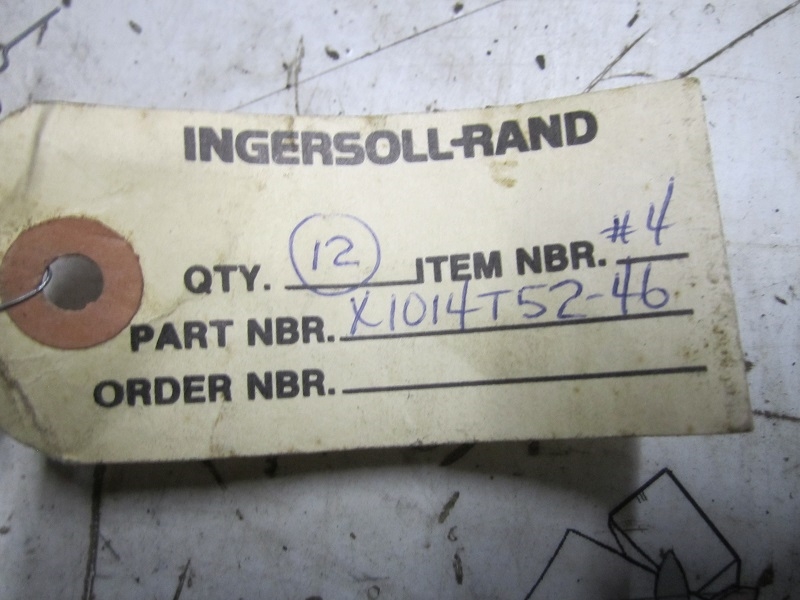 INGERSOLL-RAND
QTY. 12 ITEM NBR. #4
PART NBR. X1014T52-46
ORDER NBR.